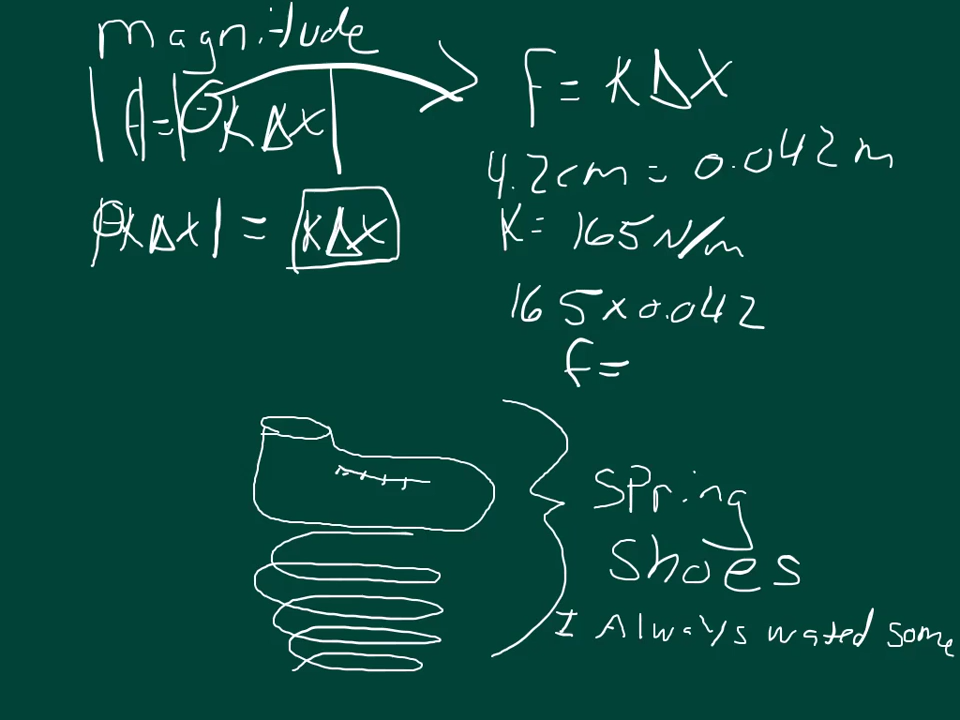 magnitude
|F|=|-KΔX|
|-KΔX| = KΔX
F = KΔX
4.2cm = 0.042m
K = 165N/m
165x0.042
F=
SPring
Shoes
I Always wated some